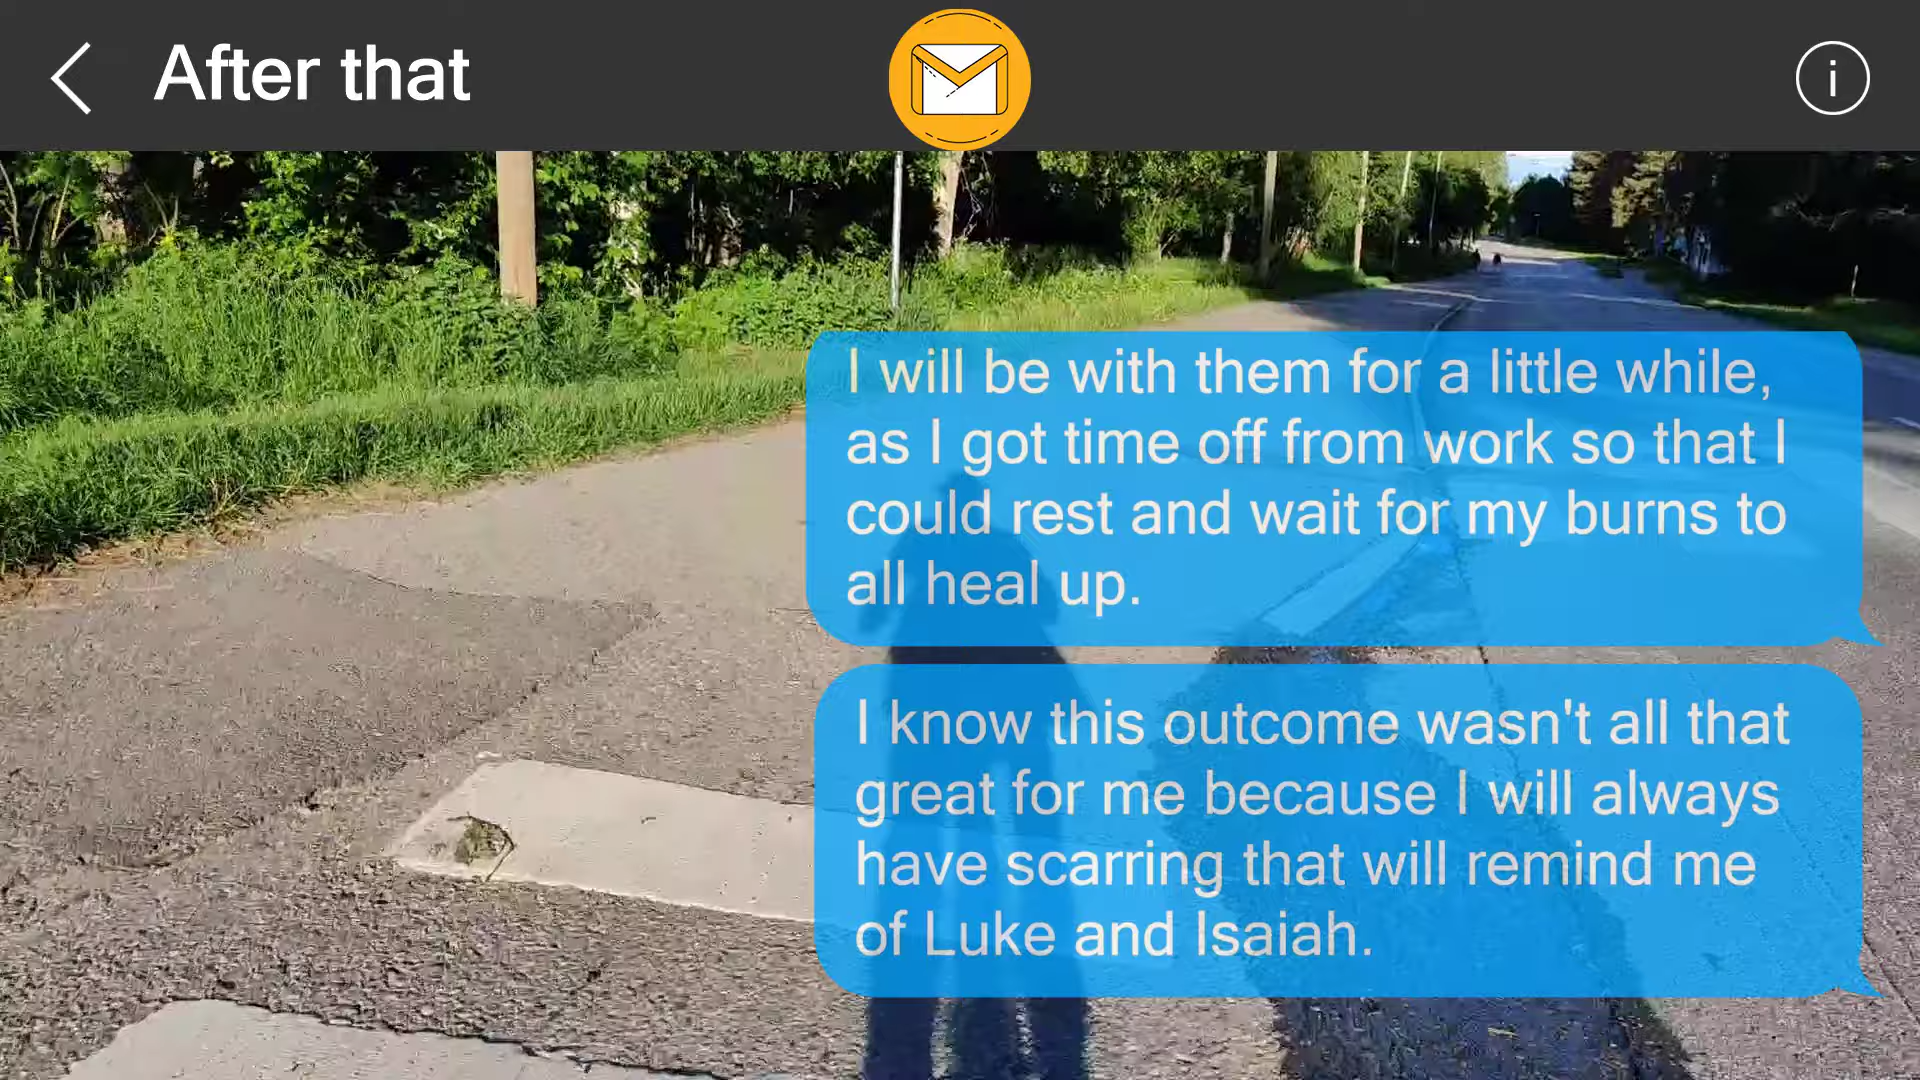 After that
I will be with them for a little while,
as I got time off from work so that I
could rest and wait for my burns to
all heal up.
I know this outcome wasn't all that
great for me because I will always
have scarring that will remind me
of Luke and Isaiah.